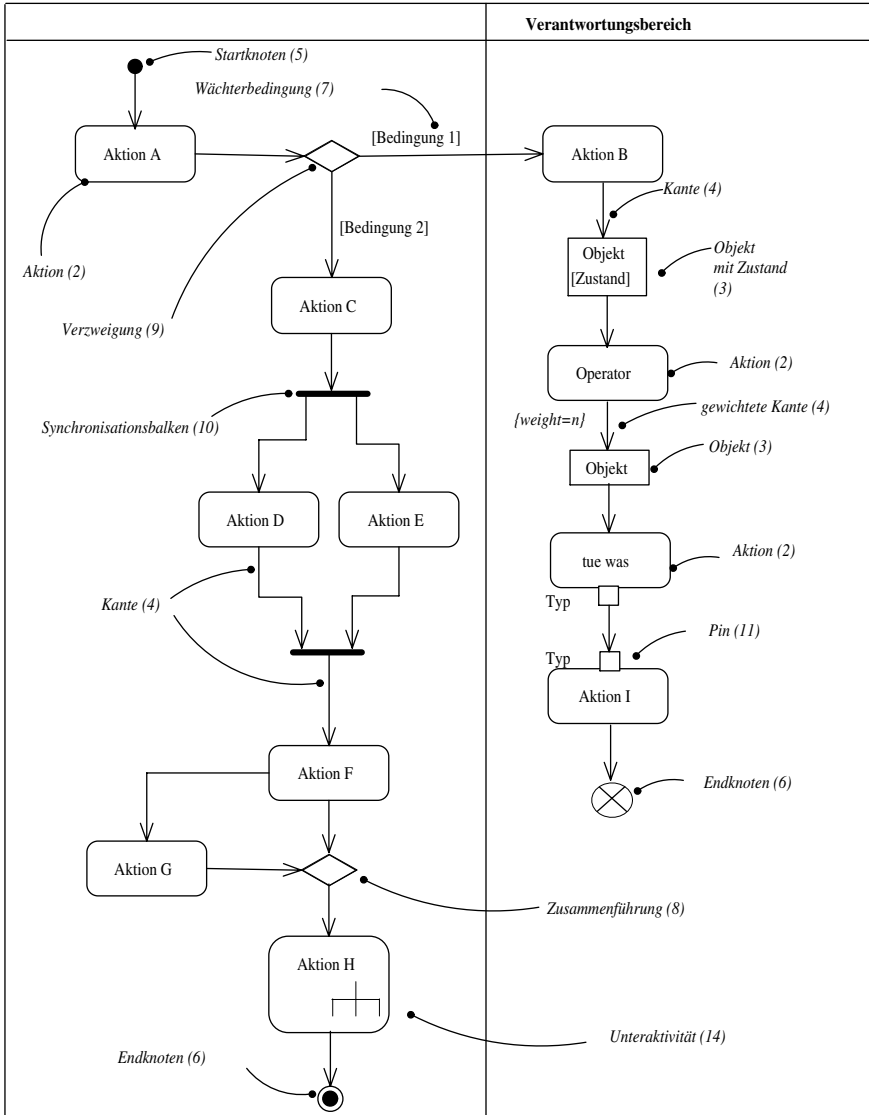 Verantwortungsbereich
Startknoten (5)
Wächterbedingung (7)
[Bedingung 1]
Aktion A
Aktion B
Kante (4)
[Bedingung 2]
Objekt
[Zustand]
Objekt
mit Zustand
(3)
Aktion (2)
Aktion C
Verzweigung (9)
Operator
Aktion (2)
gewichtete Kante (4)
{weight=n}
Synchronisationsbalken (10)
Objekt
Objekt (3)
Aktion D
Aktion E
tue was
Aktion (2)
Typ
Kante (4)
Pin (11)
Typ
Aktion I
Aktion F
Endknoten (6)
Aktion G
Zusammenführung (8)
Aktion H
Unteraktivität (14)
Endknoten (6)